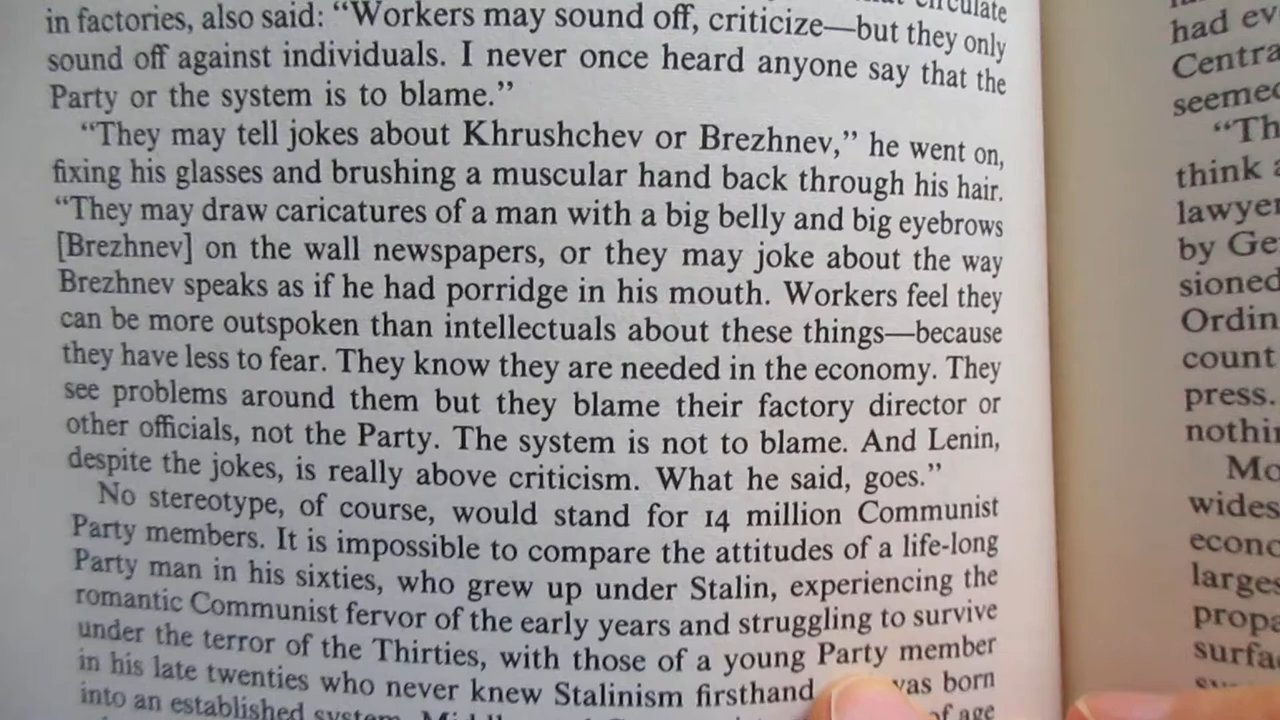 circulate
in factories, also said: “Workers may sound off, criticize—but they only
sound off against individuals. I never once heard anyone say that the
Party or the system is to blame.”
“They may tell jokes about Khrushchev or Brezhnev,” he went on,
fixing his glasses and brushing a muscular hand back through his hair.
“They may draw caricatures of a man with a big belly and big eyebrows
[Brezhnev] on the wall newspapers, or they may joke about the way
Brezhnev speaks as if he had porridge in his mouth. Workers feel they
can be more outspoken than intellectuals about these things—because
they have less to fear. They know they are needed in the economy. They
see problems around them but they blame their factory director or
other officials, not the Party. The system is not to blame. And Lenin,
despite the jokes, is really above criticism. What he said, goes.”
No stereotype, of course, would stand for 14 million Communist
Party members. It is impossible to compare the attitudes of a life-long
Party man in his sixties, who grew up under Stalin, experiencing the
romantic Communist fervor of the early years and struggling to survive
under the terror of the Thirties, with those of a young Party member
in his late twenties who never knew Stalinism firsthand was born
into an established system. of age
had ev
Centra
seemed
“Th
think a
lawyer
by Ge
sioned
Ordin
count
press.
nothin
Mo
wides
econo
larges
propa
surfa